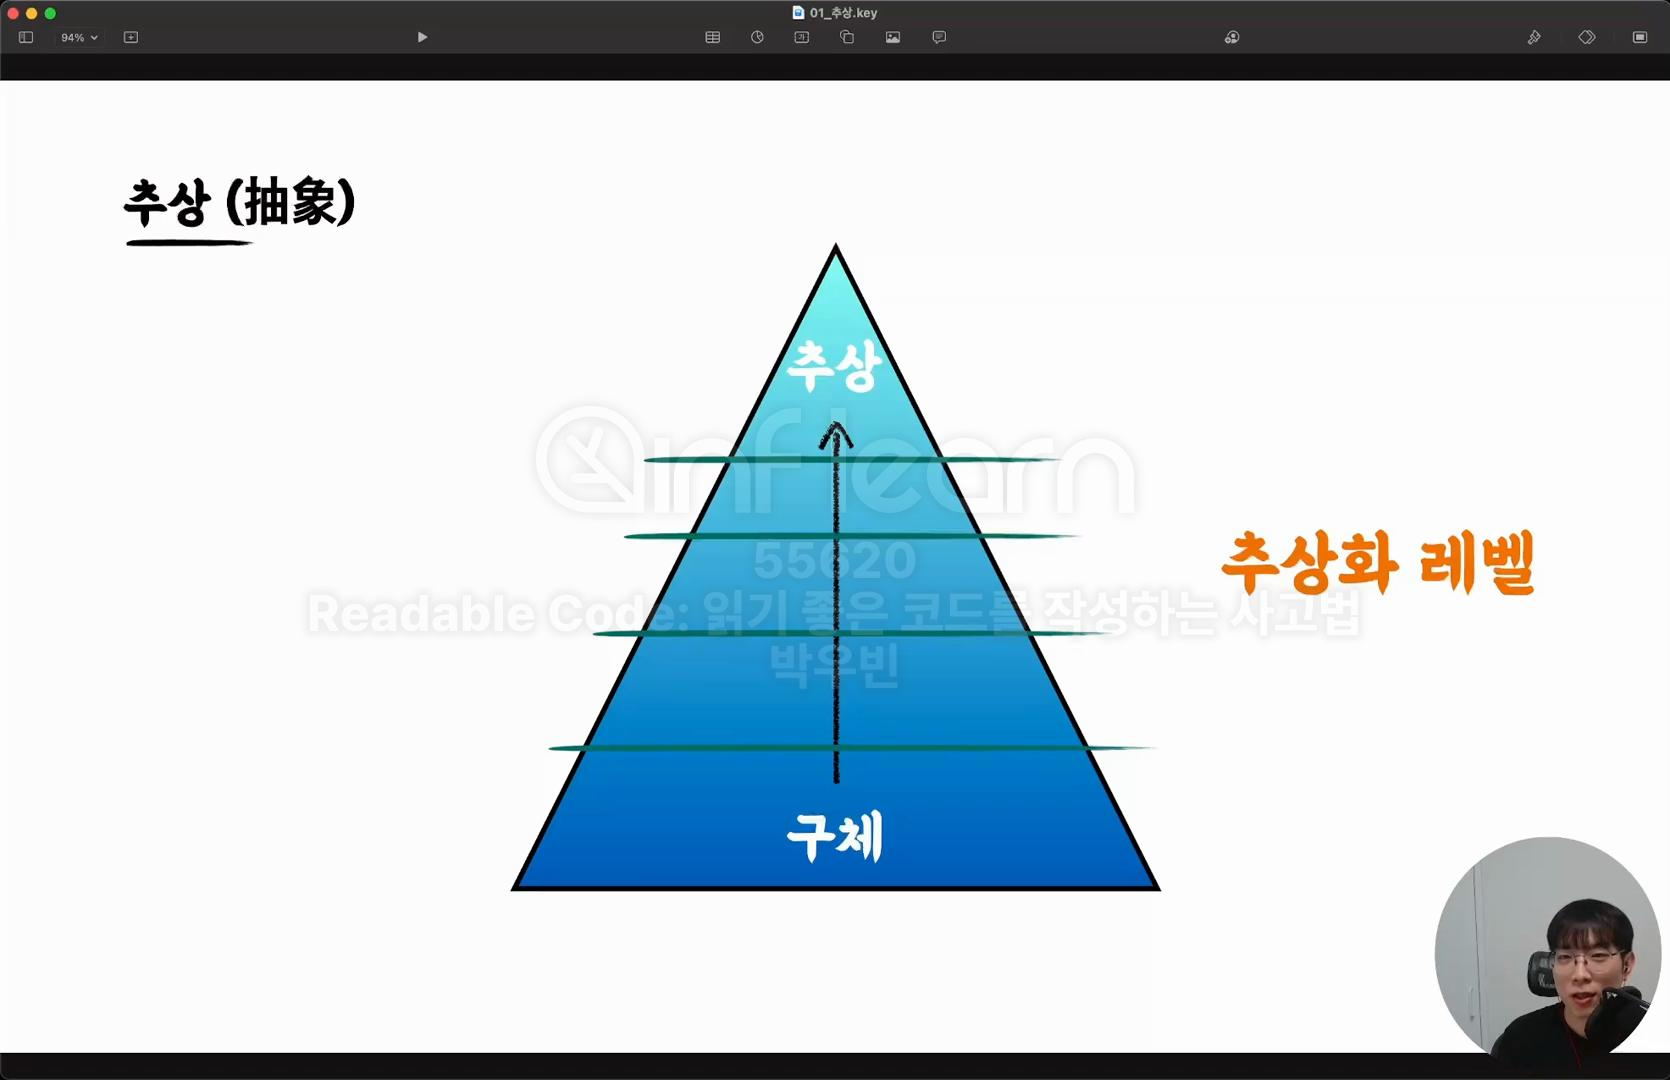 01_추상.key
94%
추상 (抽象)
추상
inflearn
55620
추상화 레벨
Readable Code: 읽기 좋은 코드를 작성하는 사고법
박우빈
구체